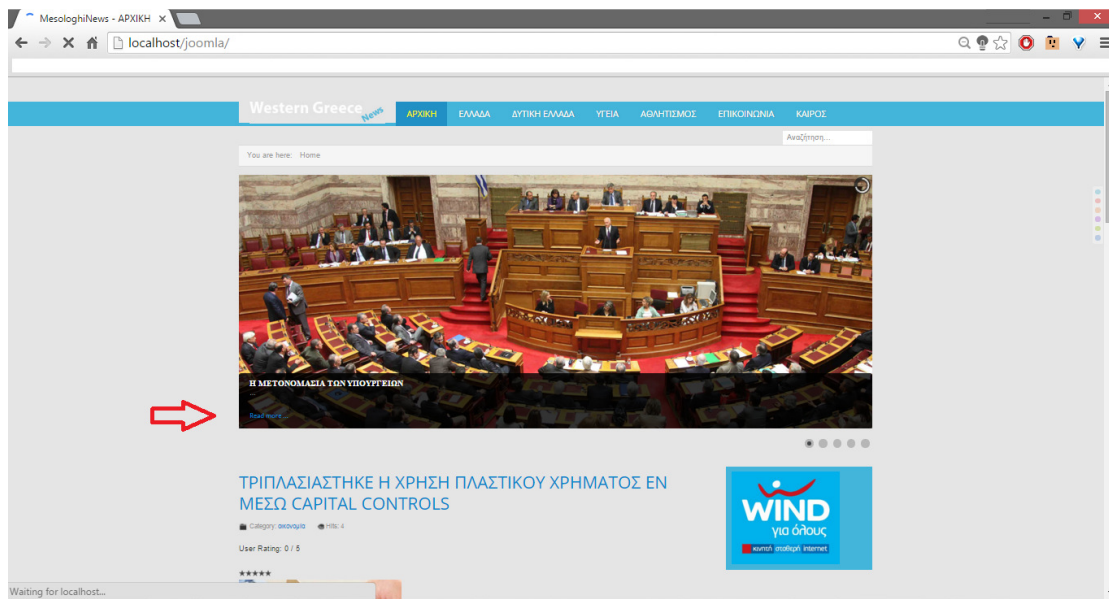 MesologhiNews - ΑΡΧΙΚΗ
localhost/joomla/
Western Greece News
ΑΡΧΙΚΗ ΕΛΛΑΔΑ ΔΥΤΙΚΗ ΕΛΛΑΔΑ ΥΓΕΙΑ ΑΘΛΗΤΙΣΜΟΣ ΕΠΙΚΟΙΝΩΝΙΑ ΚΑΙΡΟΣ
Αναζήτηση...
You are here: Home
Η ΜΕΤΟΝΟΜΑΣΙΑ ΤΩΝ ΥΠΟΥΡΓΕΙΩΝ
...
Read more ...
ΤΡΙΠΛΑΣΙΑΣΤΗΚΕ Η ΧΡΗΣΗ ΠΛΑΣΤΙΚΟΥ ΧΡΗΜΑΤΟΣ ΕΝ
ΜΕΣΩ CAPITAL CONTROLS
Category: οικονομία Hits: 4
User Rating: 0 / 5
WIND
για όλους
κινητή σταθερή internet
Waiting for localhost...